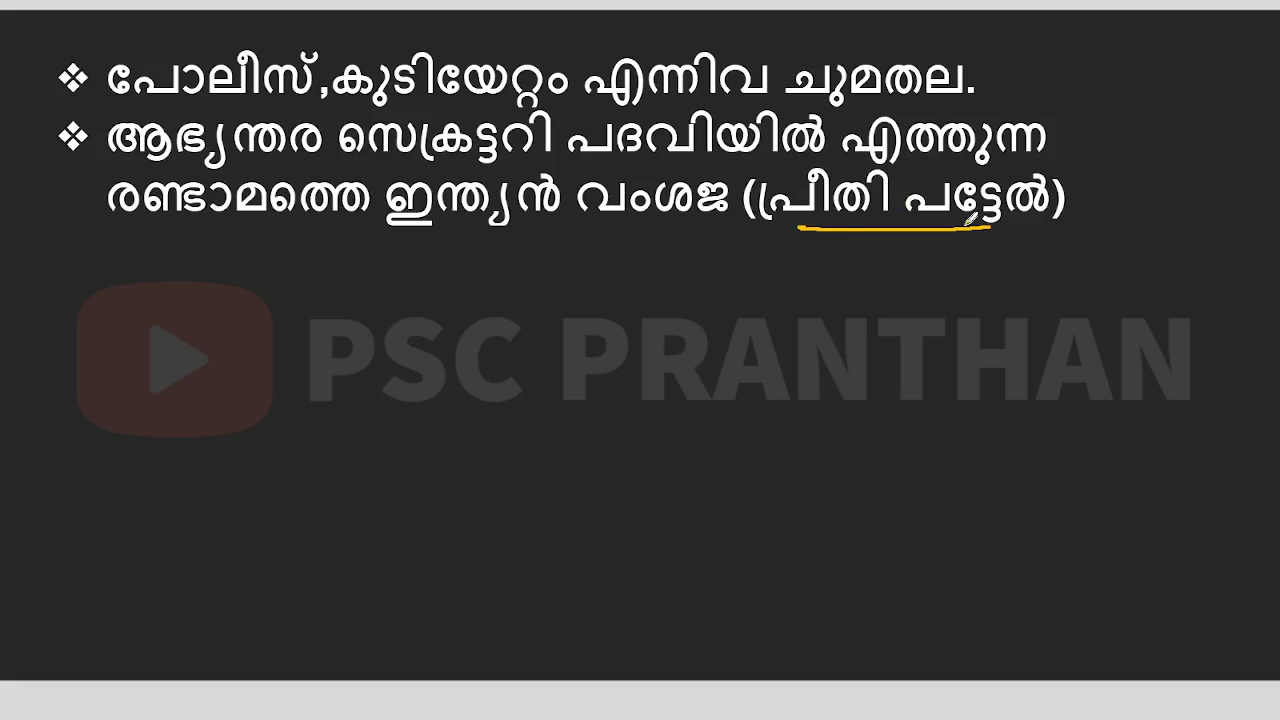 ❖ പോലീസ്,കുടിയേറ്റം എന്നിവ ചുമതല.
❖ ആഭ്യന്തര സെക്രട്ടറി പദവിയിൽ എത്തുന്ന
രണ്ടാമത്തെ ഇന്ത്യൻ വംശജ (പ്രീതി പട്ടേൽ)
PSC PRANTHAN